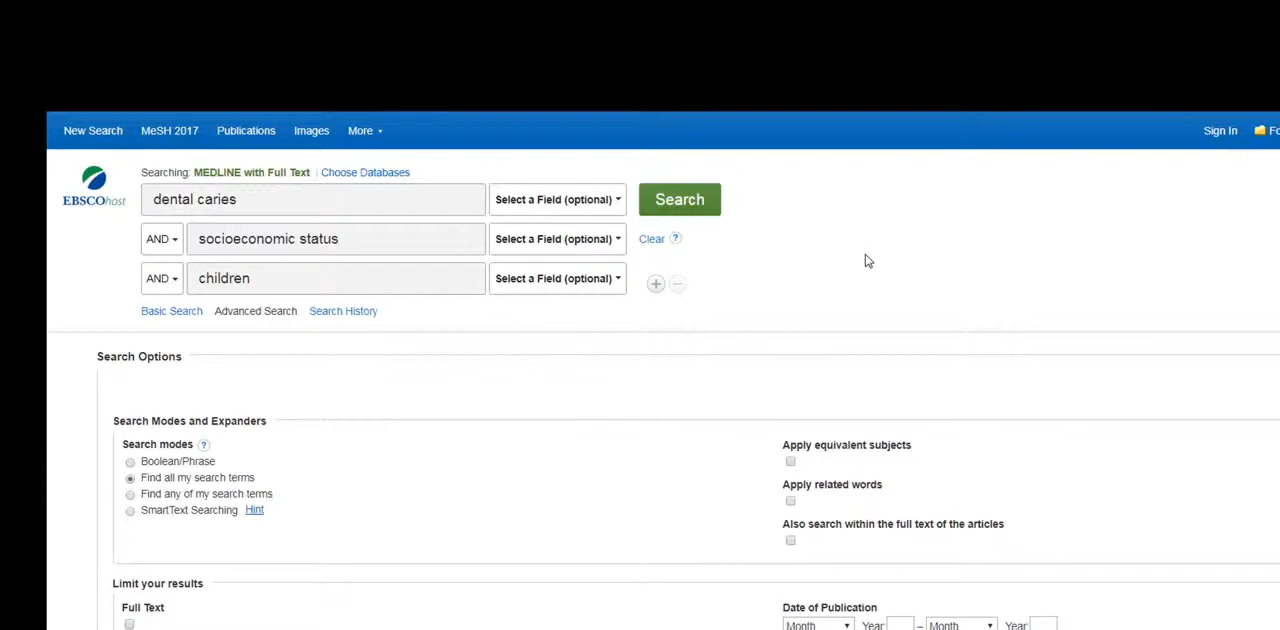 New Search MeSH 2017 Publications Images More Sign In
Searching: MEDLINE with Full Text Choose Databases
EBSCOhost
dental caries Select a Field (optional) Search
AND socioeconomic status Select a Field (optional) Clear ?
AND children Select a Field (optional) + −
Basic Search Advanced Search Search History
Search Options
Search Modes and Expanders
Search modes ? Apply equivalent subjects
Boolean/Phrase
Find all my search terms Apply related words
Find any of my search terms
SmartText Searching Hint Also search within the full text of the articles
Limit your results
Full Text Date of Publication
Month Year – Month Year